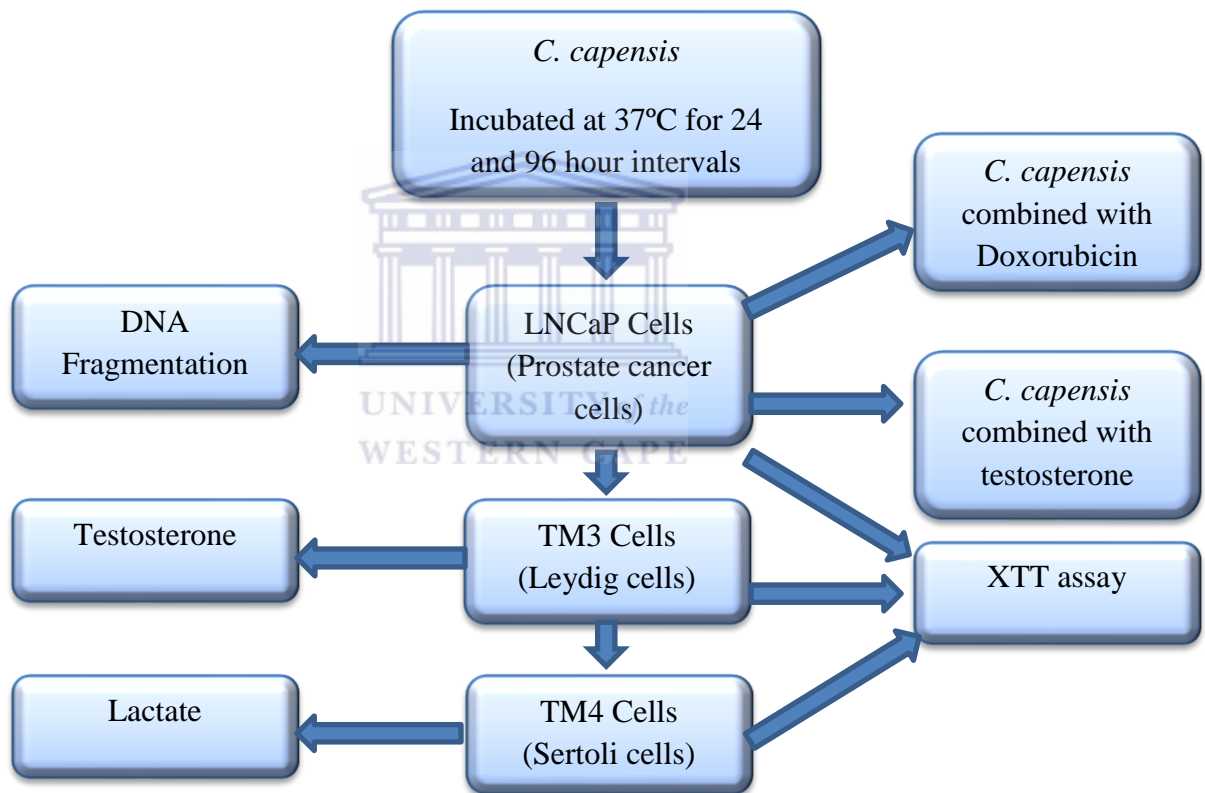 C. capensis
Incubated at 37ºC for 24
and 96 hour intervals
C. capensis
combined with
Doxorubicin
DNA
Fragmentation
LNCaP Cells
(Prostate cancer
cells)
C. capensis
combined with
testosterone
UNIVERSITY of the
WESTERN CAPE
Testosterone
TM3 Cells
(Leydig cells)
XTT assay
Lactate
TM4 Cells
(Sertoli cells)